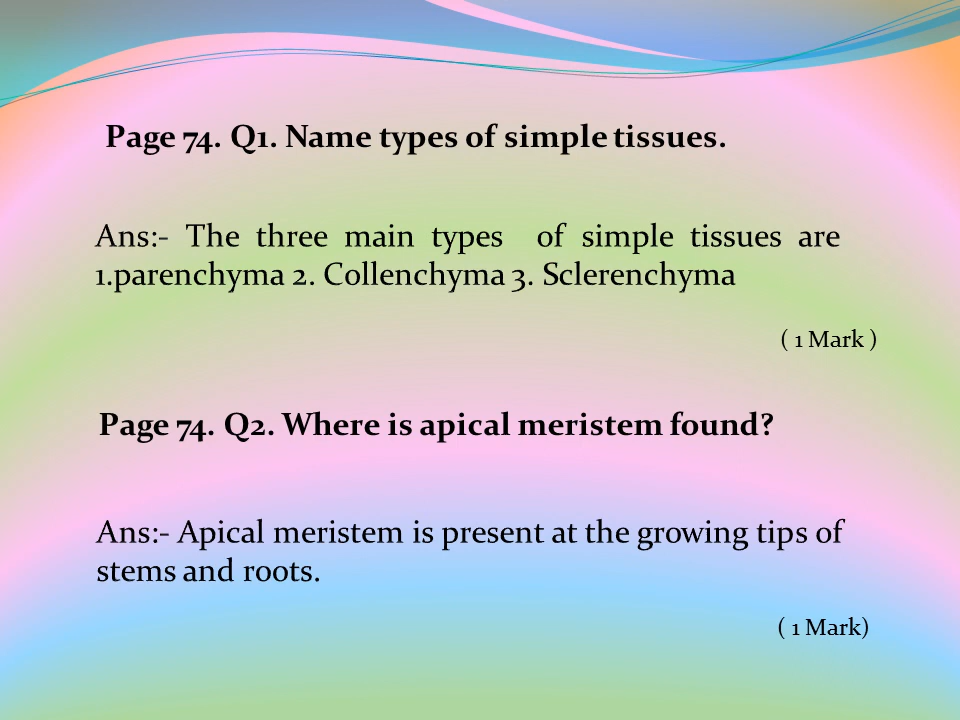 Page 74. Q1. Name types of simple tissues.
Ans:- The three main types of simple tissues are
1.parenchyma 2. Collenchyma 3. Sclerenchyma
( 1 Mark )
Page 74. Q2. Where is apical meristem found?
Ans:- Apical meristem is present at the growing tips of
stems and roots.
( 1 Mark)